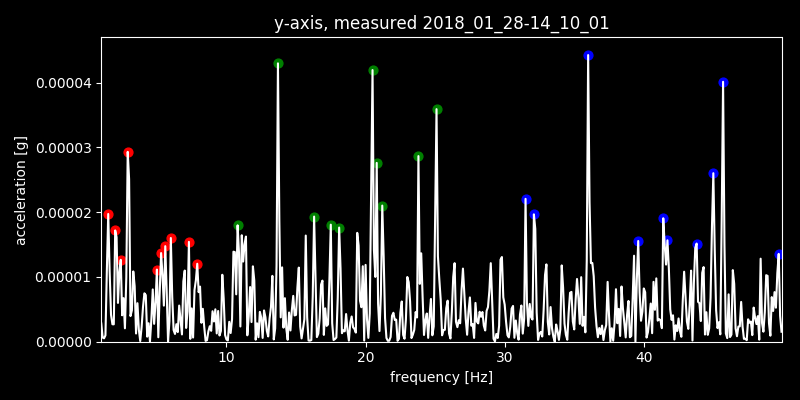 y-axis, measured 2018_01_28-14_10_01
acceleration [g]
0.00004
0.00003
0.00002
0.00001
0.00000
10 20 30 40
frequency [Hz]